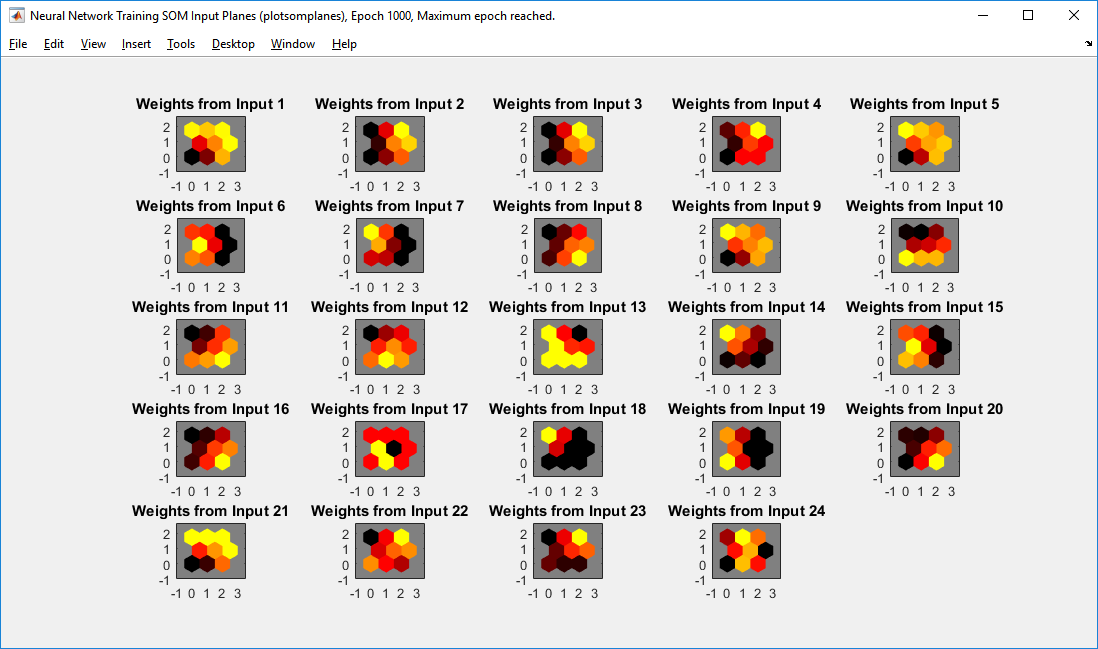 Neural Network Training SOM Input Planes (plotsomplanes), Epoch 1000, Maximum epoch reached.
File Edit View Insert Tools Desktop Window Help
Weights from Input 1 Weights from Input 2 Weights from Input 3 Weights from Input 4 Weights from Input 5
2 2 2 2 2
1 1 1 1 1
0 0 0 0 0
-1 -1 -1 -1 -1
-1 0 1 2 3 -1 0 1 2 3 -1 0 1 2 3 -1 0 1 2 3 -1 0 1 2 3
Weights from Input 6 Weights from Input 7 Weights from Input 8 Weights from Input 9 Weights from Input 10
2 2 2 2 2
1 1 1 1 1
0 0 0 0 0
-1 -1 -1 -1 -1
-1 0 1 2 3 -1 0 1 2 3 -1 0 1 2 3 -1 0 1 2 3 -1 0 1 2 3
Weights from Input 11 Weights from Input 12 Weights from Input 13 Weights from Input 14 Weights from Input 15
2 2 2 2 2
1 1 1 1 1
0 0 0 0 0
-1 -1 -1 -1 -1
-1 0 1 2 3 -1 0 1 2 3 -1 0 1 2 3 -1 0 1 2 3 -1 0 1 2 3
Weights from Input 16 Weights from Input 17 Weights from Input 18 Weights from Input 19 Weights from Input 20
2 2 2 2 2
1 1 1 1 1
0 0 0 0 0
-1 -1 -1 -1 -1
-1 0 1 2 3 -1 0 1 2 3 -1 0 1 2 3 -1 0 1 2 3 -1 0 1 2 3
Weights from Input 21 Weights from Input 22 Weights from Input 23 Weights from Input 24
2 2 2 2
1 1 1 1
0 0 0 0
-1 -1 -1 -1
-1 0 1 2 3 -1 0 1 2 3 -1 0 1 2 3 -1 0 1 2 3